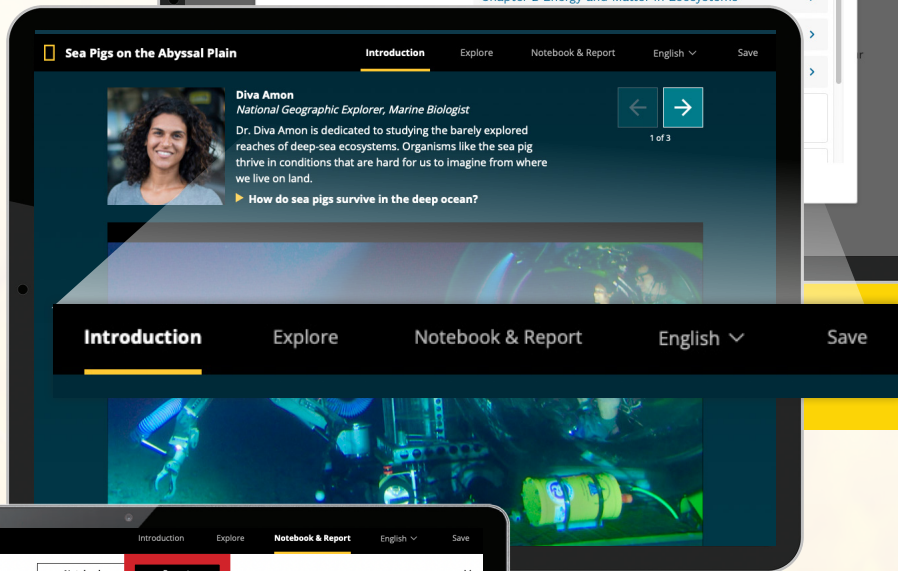 Sea Pigs on the Abyssal Plain
Introduction Explore Notebook & Report English Save
Diva Amon
National Geographic Explorer, Marine Biologist
Dr. Diva Amon is dedicated to studying the barely explored
reaches of deep-sea ecosystems. Organisms like the sea pig
thrive in conditions that are hard for us to imagine from where
we live on land.
How do sea pigs survive in the deep ocean?
1 of 3
Introduction Explore Notebook & Report English Save
Introduction Explore Notebook & Report English Save